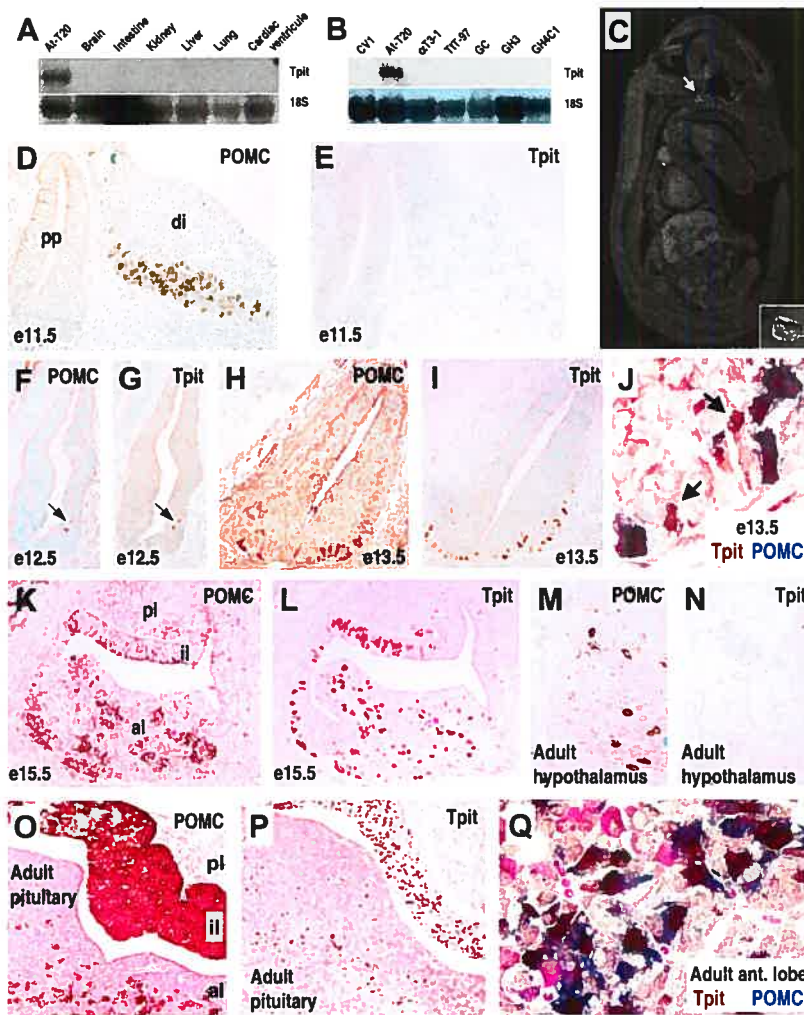 A
At-T20 Brain Intestine Kidney Liver Lung Cardiac ventricule
Tpit
18S
B
CV1 At-T20 αT3-1 TtT-97 GC GH3 GH4C1
Tpit
18S
C
D
POMC
pp
di
e11.5
E
Tpit
e11.5
F
POMC
e12.5
G
Tpit
e12.5
H
POMC
e13.5
I
Tpit
e13.5
J
e13.5
Tpit POMC
K
POMC
pl
il
al
e15.5
L
Tpit
e15.5
M
POMC
Adult
hypothalamus
N
Tpit
Adult
hypothalamus
O
POMC
Adult
pituitary
pl
il
al
P
Tpit
Adult
pituitary
Q
Adult ant. lobe
Tpit POMC